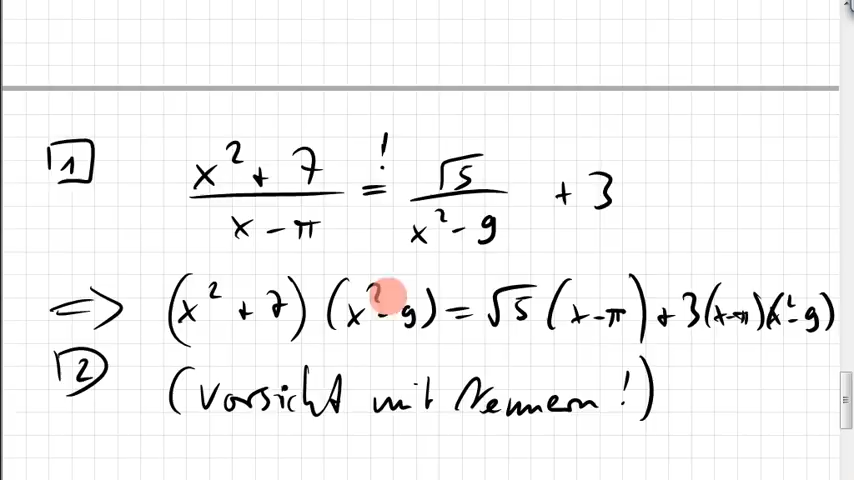 1
x² + 7 / x - π =! √5 / x² - 9 + 3
<=> (x² + 7) (x² - 9) = √5 (x - π) + 3(x-π)(x² - 9)
2
(Vorsicht mit Nennern!)